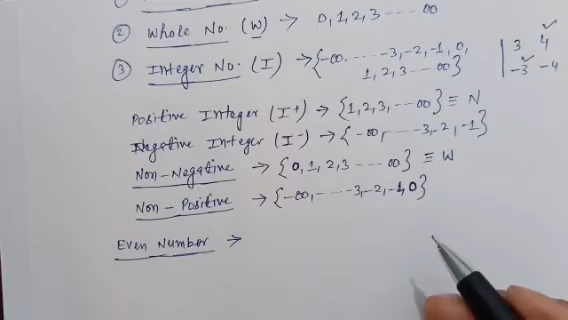 ② Whole No. (W) -> 0, 1, 2, 3 ---- ∞
③ Integer No. (I) -> {-∞. ---- -3, -2, -1, 0,
1, 2, 3 --- ∞}
3 4
-3 -4
Positive Integer (I+) -> {1, 2, 3, --- ∞} ≡ N
Negative Integer (I-) -> {-∞, ---- -3, -2, -1}
Non-Negative -> {0, 1, 2, 3 ---- ∞} ≡ W
Non-Positive -> {-∞, ---- -3, -2, -1, 0}
Even Number ->